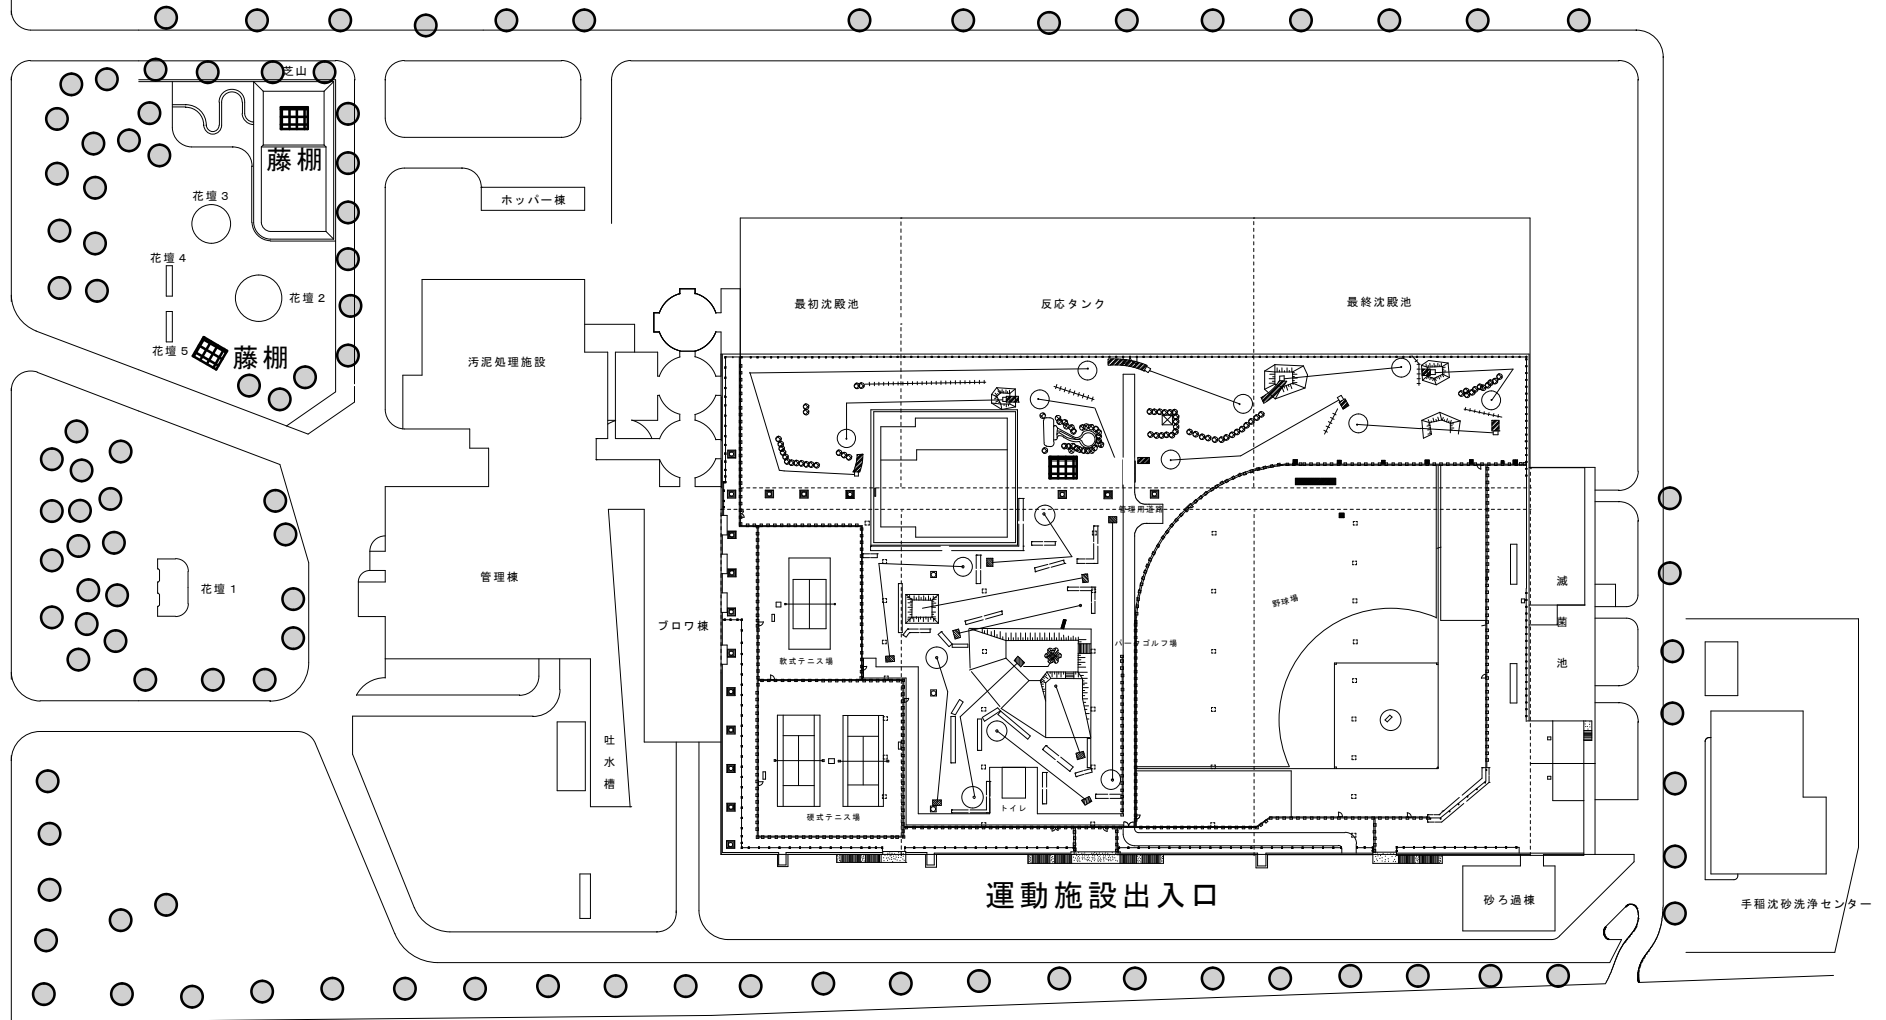 芝山
藤棚
花壇３
ホッパー棟
花壇４
花壇２
最初沈殿池
反応タンク
最終沈殿池
花壇５
藤棚
汚泥処理施設
管理用道路
管理棟
花壇１
滅菌池
野球場
ブロワ棟
パークゴルフ場
軟式テニス場
吐水槽
トイレ
硬式テニス場
運動施設出入口
砂ろ過棟
手稲沈砂洗浄センター